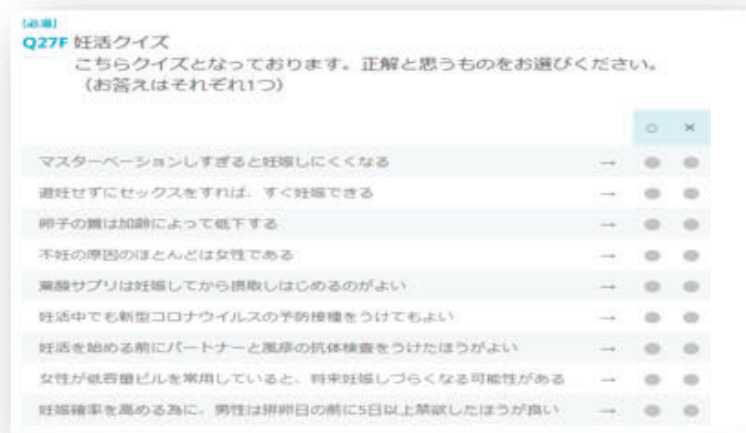 [必須]
Q27F 妊活クイズ
こちらクイズとなっております。正解と思うものをお選びください。
（お答えはそれぞれ1つ）
○ ×
マスターベーションしすぎると妊娠しにくくなる →
避妊せずにセックスをすれば、すぐ妊娠できる →
卵子の質は加齢によって低下する →
不妊の原因のほとんどは女性である →
葉酸サプリは妊娠してから摂取しはじめるのがよい →
妊活中でも新型コロナウイルスの予防接種をうけてもよい →
妊活を始める前にパートナーと風疹の抗体検査をうけたほうがよい →
女性が低容量ピルを常用していると、将来妊娠しづらくなる可能性がある →
妊娠確率を高める為に、男性は排卵日の前に5日以上禁欲したほうが良い →